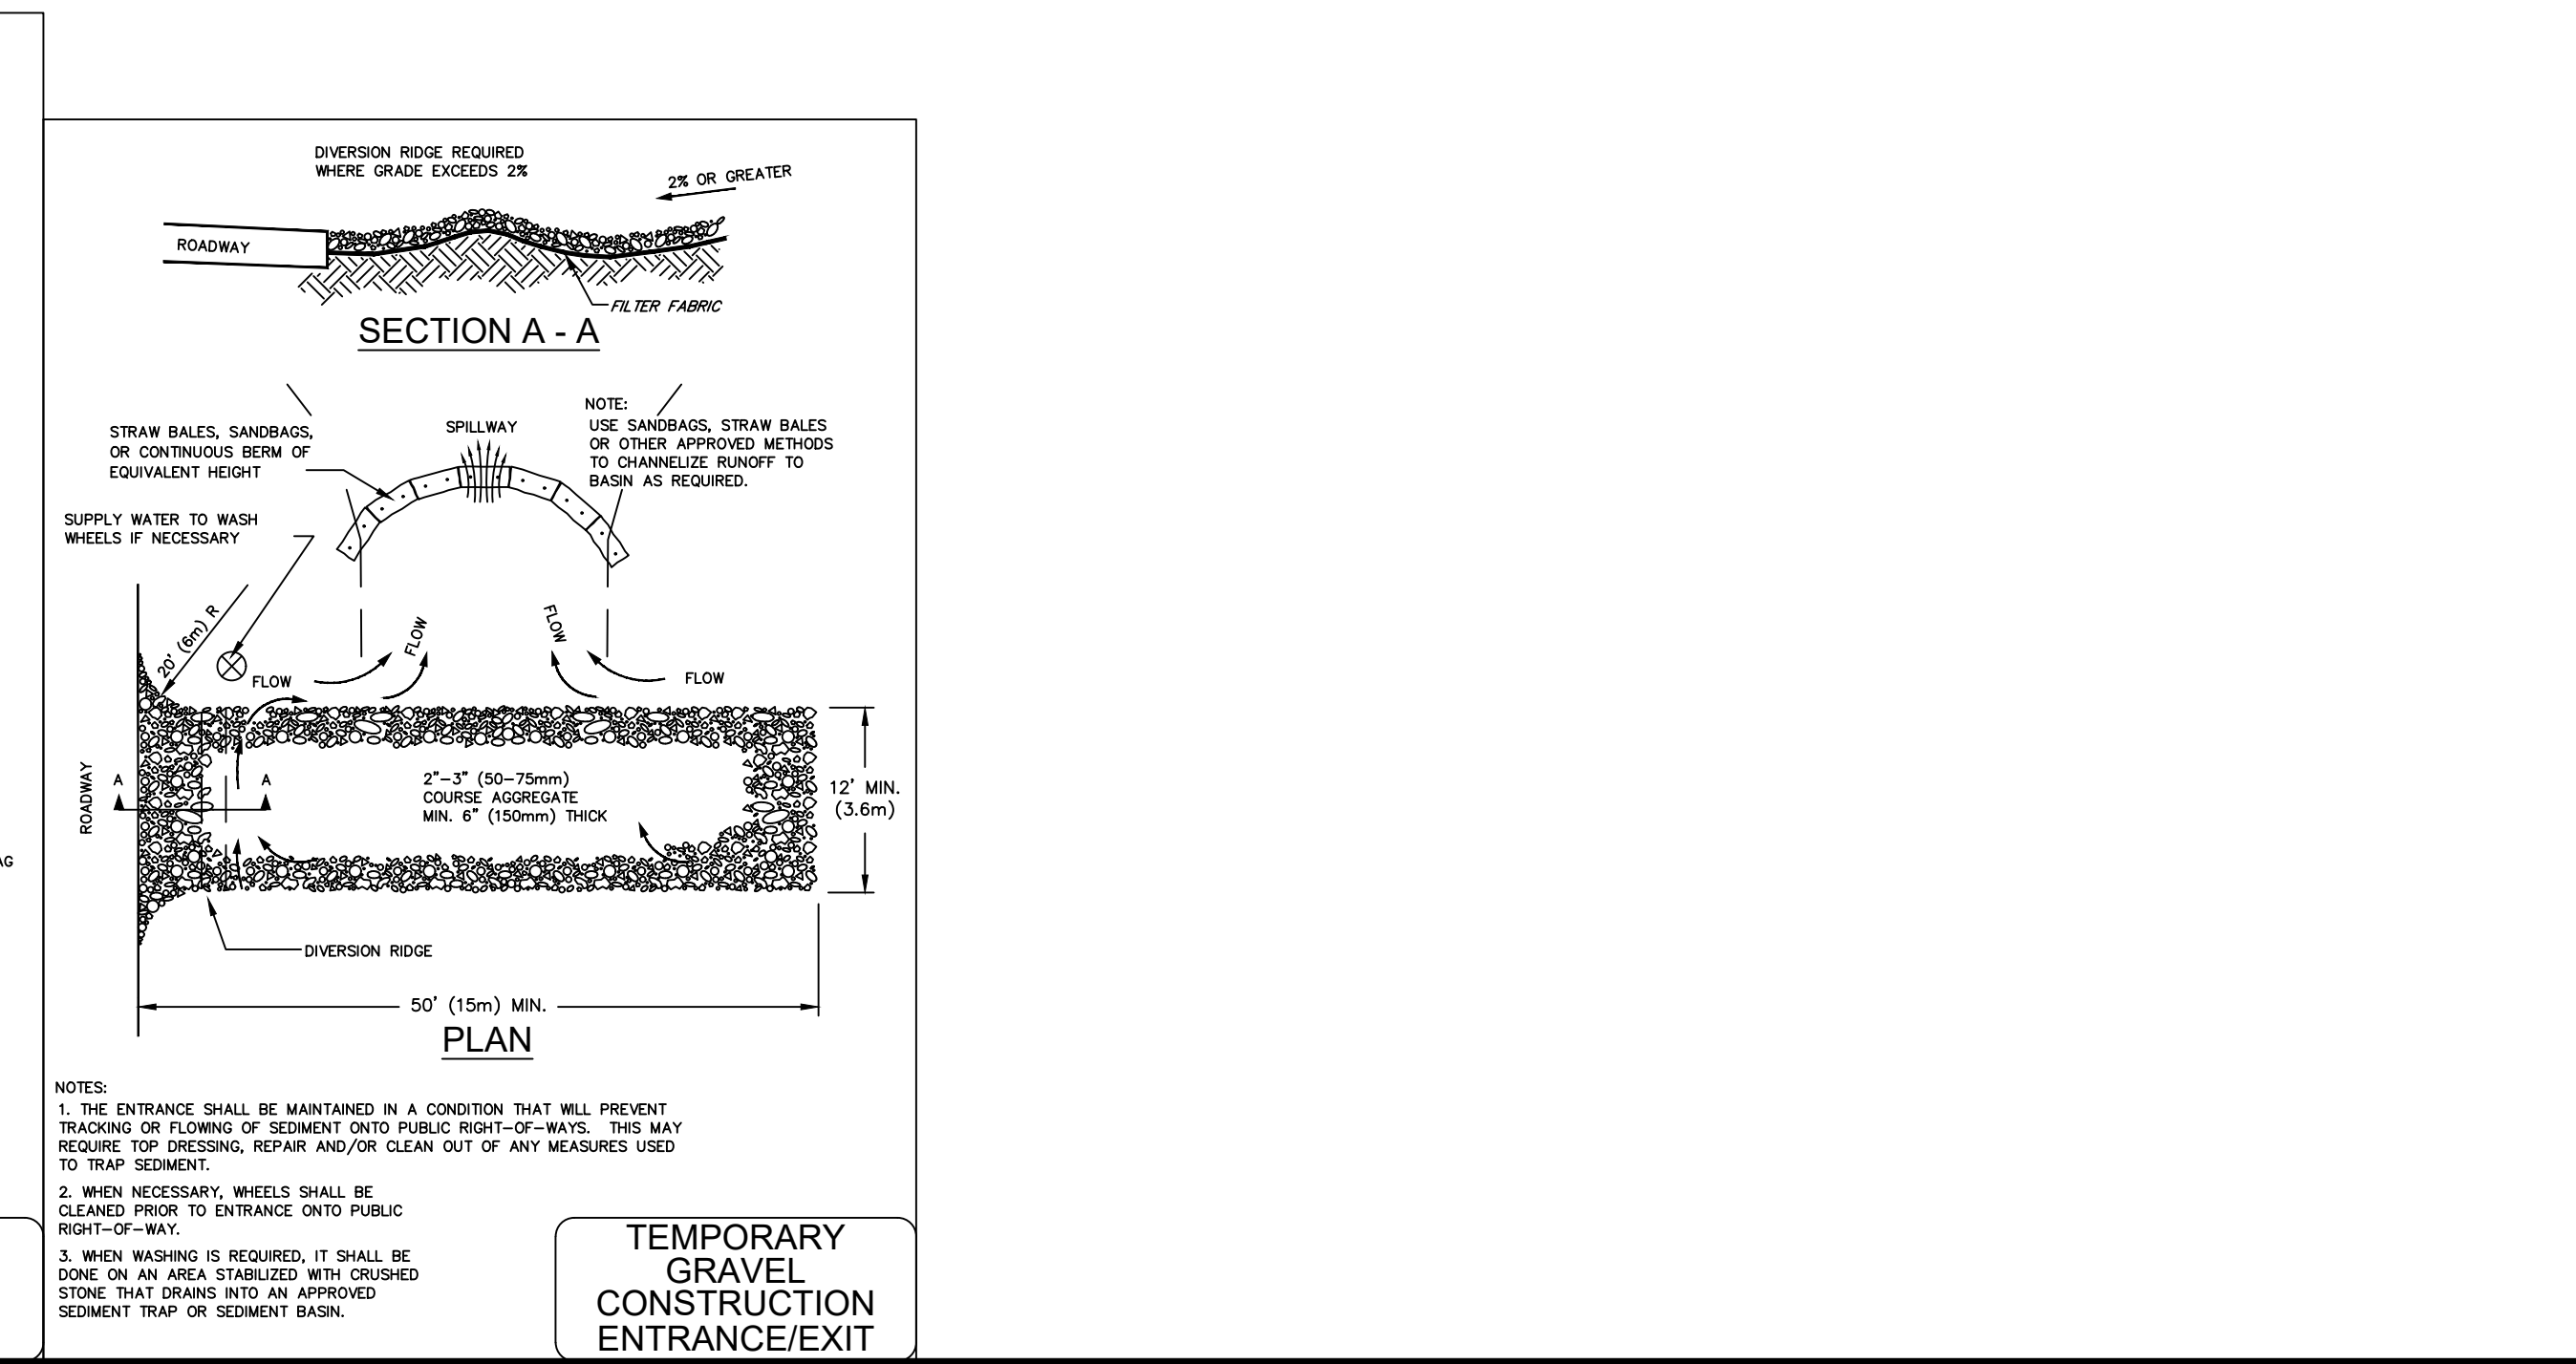 DIVERSION RIDGE REQUIRED
WHERE GRADE EXCEEDS 2%
2% OR GREATER
ROADWAY
FILTER FABRIC
SECTION A - A
STRAW BALES, SANDBAGS,
OR CONTINUOUS BERM OF
EQUIVALENT HEIGHT
SPILLWAY
NOTE:
USE SANDBAGS, STRAW BALES
OR OTHER APPROVED METHODS
TO CHANNELIZE RUNOFF TO
BASIN AS REQUIRED.
SUPPLY WATER TO WASH
WHEELS IF NECESSARY
20' (6m) R
FLOW
FLOW
FLOW
FLOW
ROADWAY
A
A
2"-3" (50-75mm)
COURSE AGGREGATE
MIN. 6" (150mm) THICK
12' MIN.
(3.6m)
AG
DIVERSION RIDGE
50' (15m) MIN.
PLAN
NOTES:
1. THE ENTRANCE SHALL BE MAINTAINED IN A CONDITION THAT WILL PREVENT
TRACKING OR FLOWING OF SEDIMENT ONTO PUBLIC RIGHT-OF-WAYS. THIS MAY
REQUIRE TOP DRESSING, REPAIR AND/OR CLEAN OUT OF ANY MEASURES USED
TO TRAP SEDIMENT.
2. WHEN NECESSARY, WHEELS SHALL BE
CLEANED PRIOR TO ENTRANCE ONTO PUBLIC
RIGHT-OF-WAY.
3. WHEN WASHING IS REQUIRED, IT SHALL BE
DONE ON AN AREA STABILIZED WITH CRUSHED
STONE THAT DRAINS INTO AN APPROVED
SEDIMENT TRAP OR SEDIMENT BASIN.
TEMPORARY
GRAVEL
CONSTRUCTION
ENTRANCE/EXIT